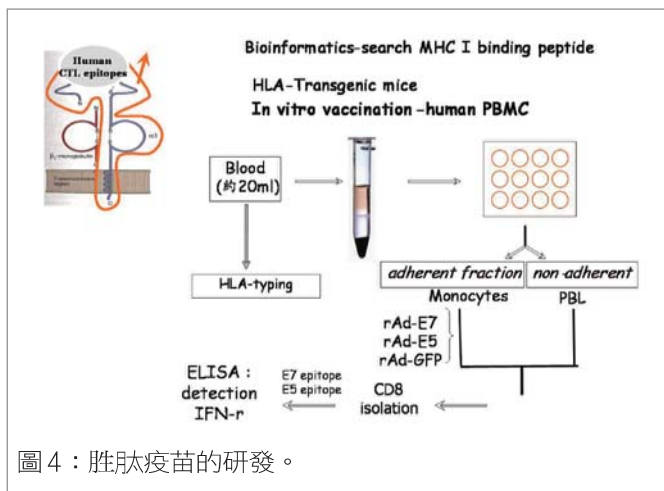 Human
CTL epitopes
Bioinformatics-search MHC I binding peptide
HLA-Transgenic mice
In vitro vaccination-human PBMC
Blood
(約20ml)
HLA-typing
adherent fraction
non-adherent
Monocytes
PBL
rAd-E7
rAd-E5
rAd-GFP
CD8
isolation
E7 epitope
E5 epitope
ELISA :
detection
IFN-r
圖4：胜肽疫苗的研發。